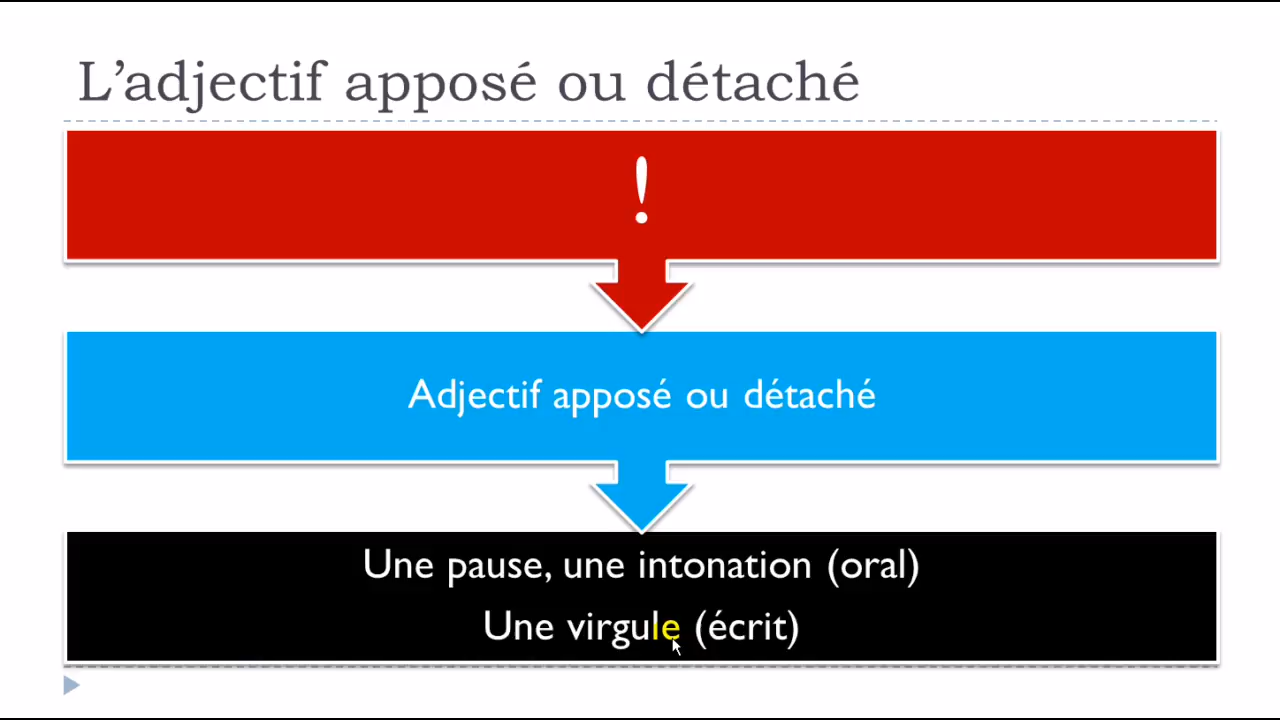 L’adjectif apposé ou détaché
!
Adjectif apposé ou détaché
Une pause, une intonation (oral)
Une virgule (écrit)